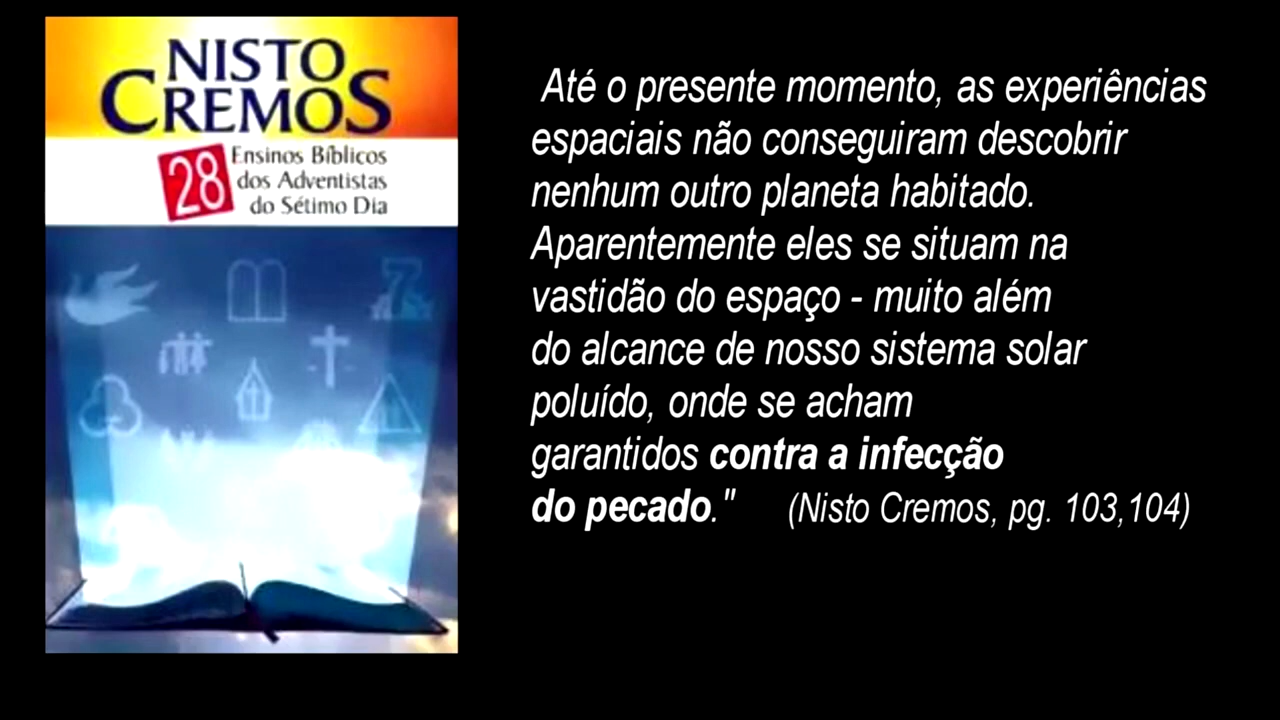 NISTO
CREMOS
28
Ensinos Bíblicos
dos Adventistas
do Sétimo Dia
Até o presente momento, as experiências
espaciais não conseguiram descobrir
nenhum outro planeta habitado.
Aparentemente eles se situam na
vastidão do espaço - muito além
do alcance de nosso sistema solar
poluído, onde se acham
garantidos contra a infecção
do pecado." (Nisto Cremos, pg. 103,104)